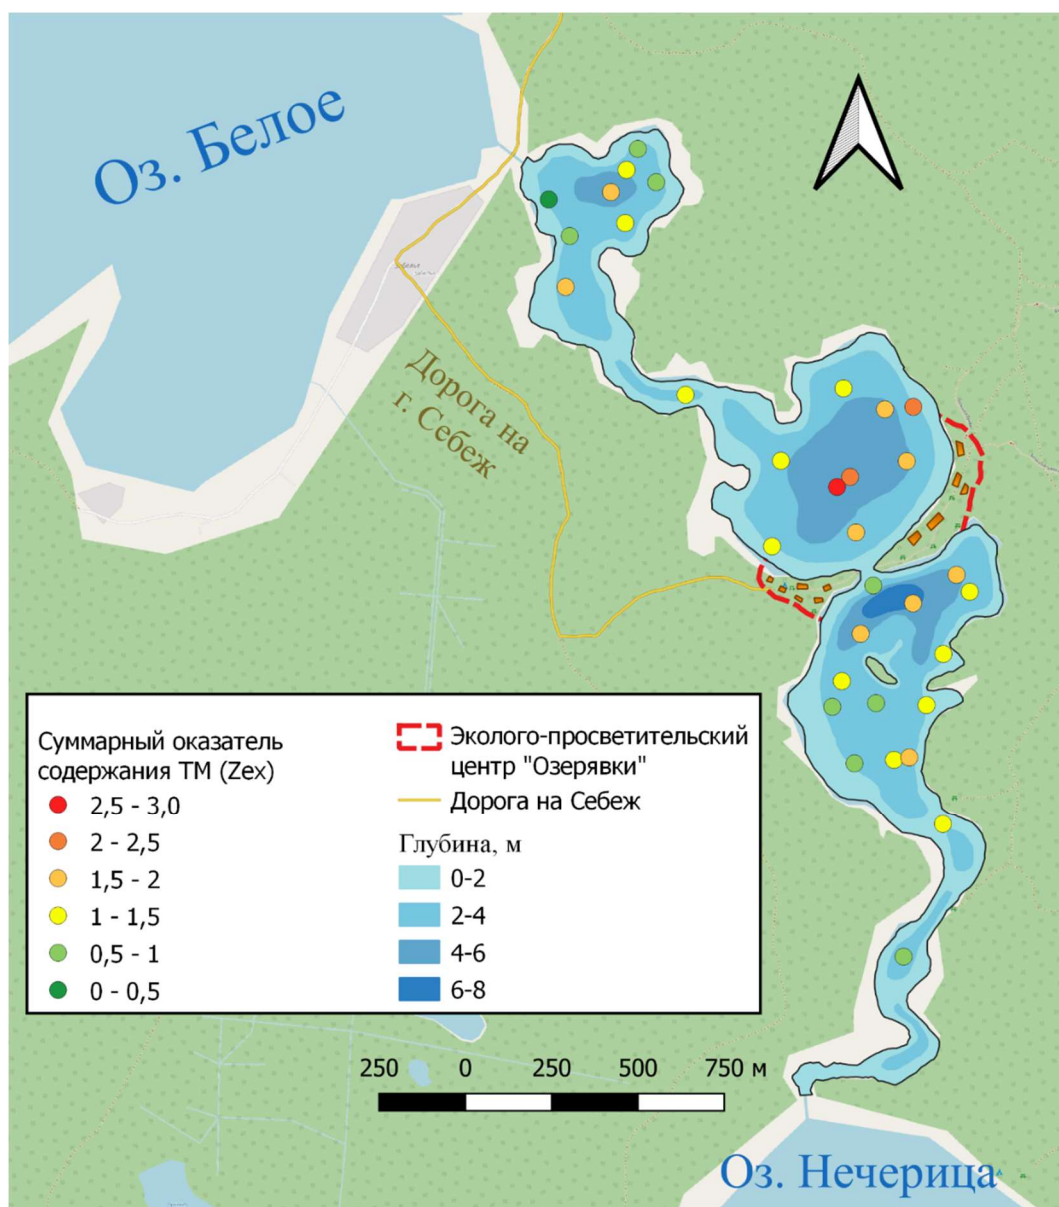 Оз. Белое
Дорога на
г. Себеж
Суммарный оказатель
содержания ТМ (Zex)
2,5 - 3,0
2 - 2,5
1,5 - 2
1 - 1,5
0,5 - 1
0 - 0,5
Эколого-просветительский
центр "Озерявки"
Дорога на Себеж
Глубина, м
0-2
2-4
4-6
6-8
250 0 250 500 750 м
Оз. Нечерица